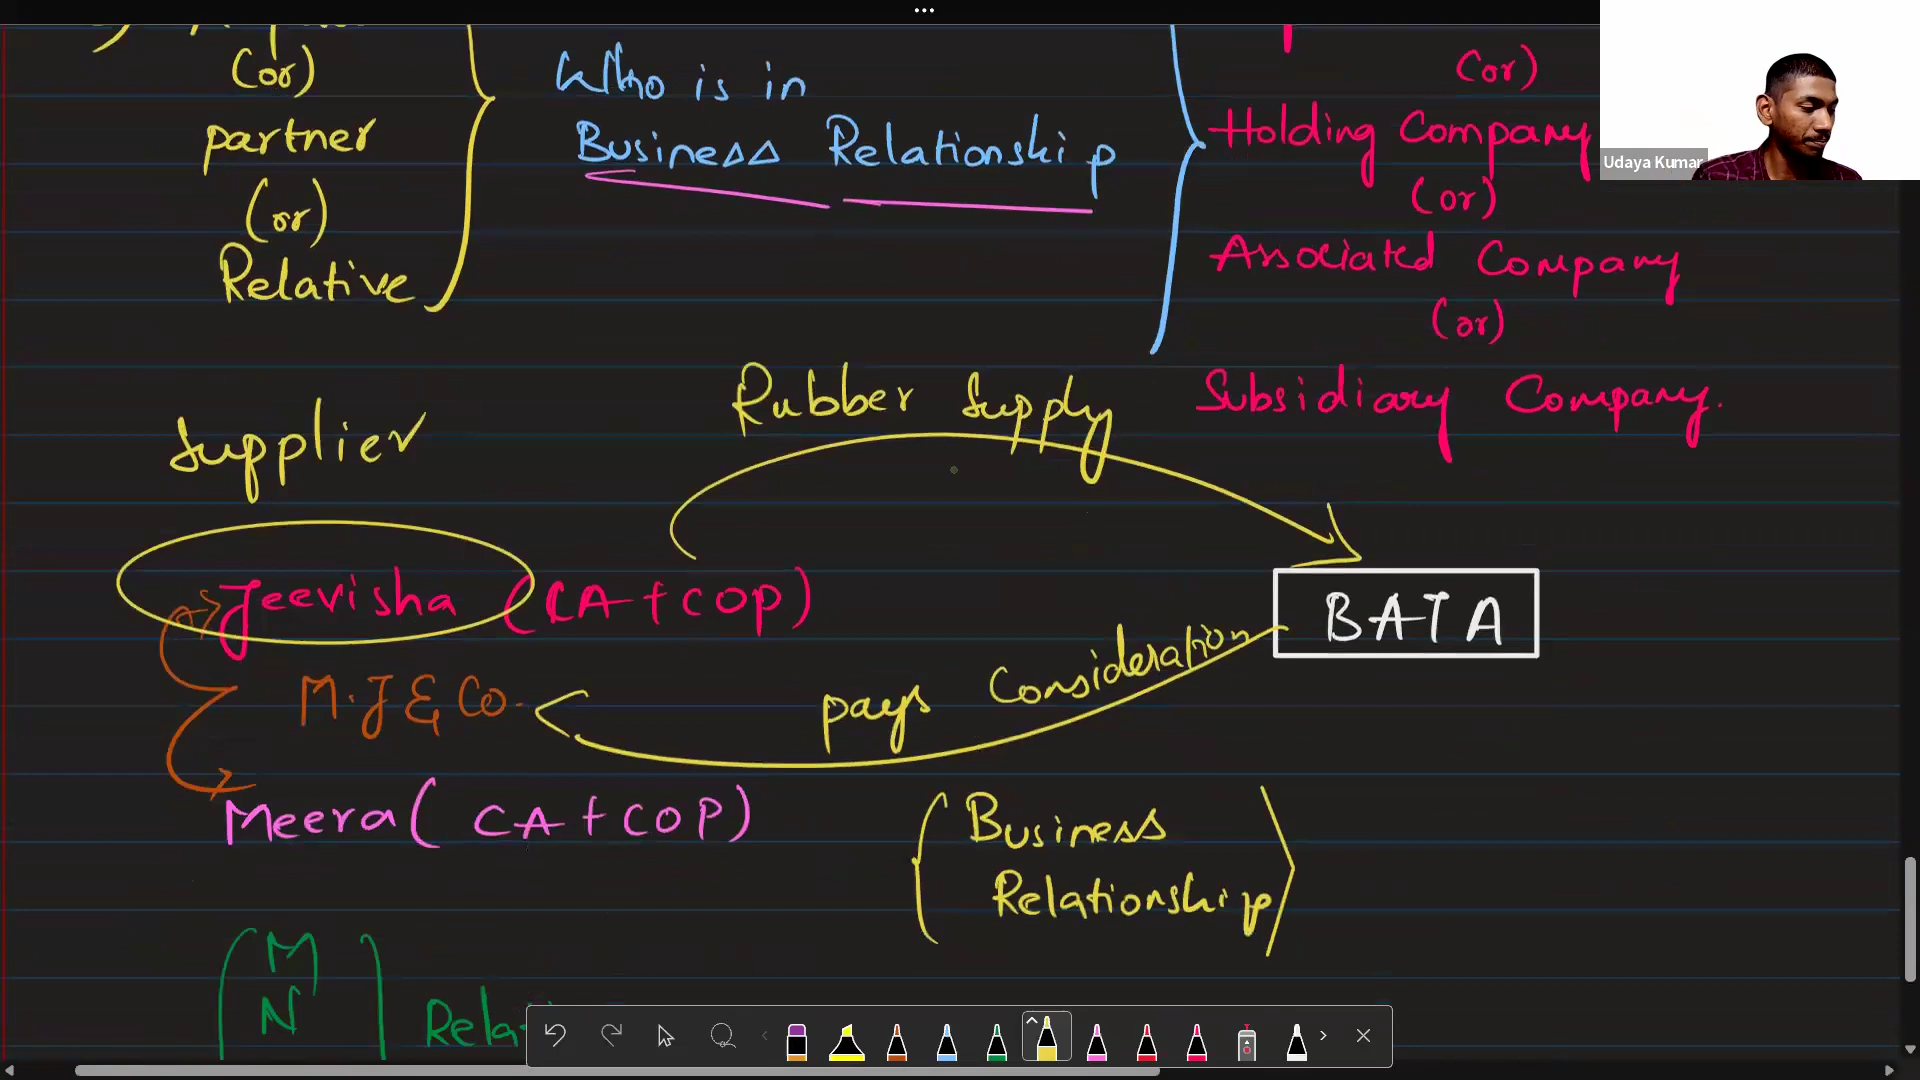 (or)
partner
(or)
Relative
Who is in
Business Relationship
(or)
Holding Company
(or)
Associated Company
(or)
Subsidiary Company.
Udaya Kumar
Supplier
Rubber Supply
Jeevisha (CA + COP)
M.J & Co.
Meera (CA + COP)
BATA
pays Consideration
Business
Relationship
M
N